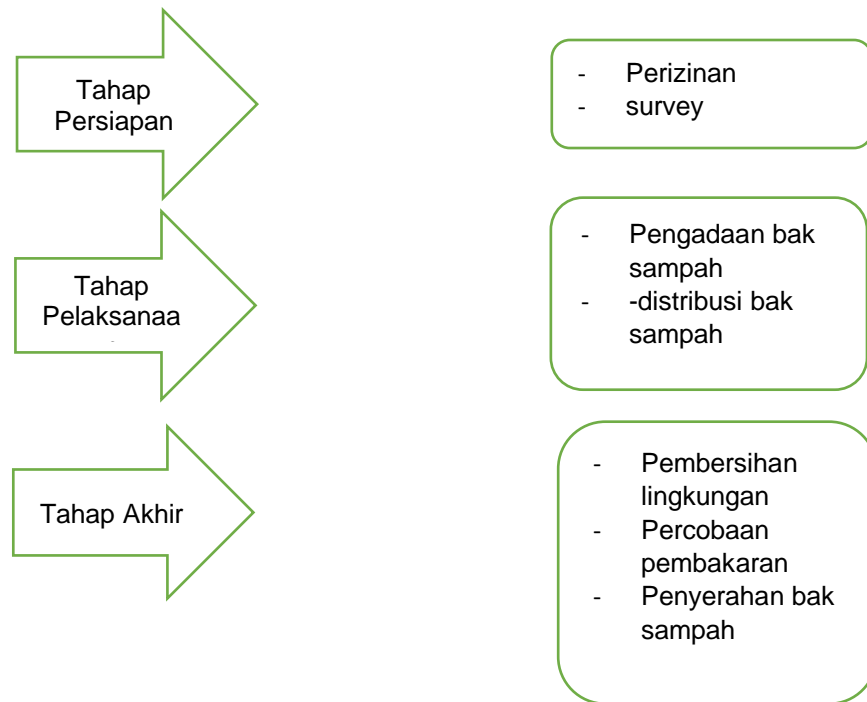 Tahap
Persiapan
- Perizinan
- survey
Tahap
Pelaksanaa
- Pengadaan bak
sampah
- -distribusi bak
sampah
Tahap Akhir
- Pembersihan
lingkungan
- Percobaan
pembakaran
- Penyerahan bak
sampah